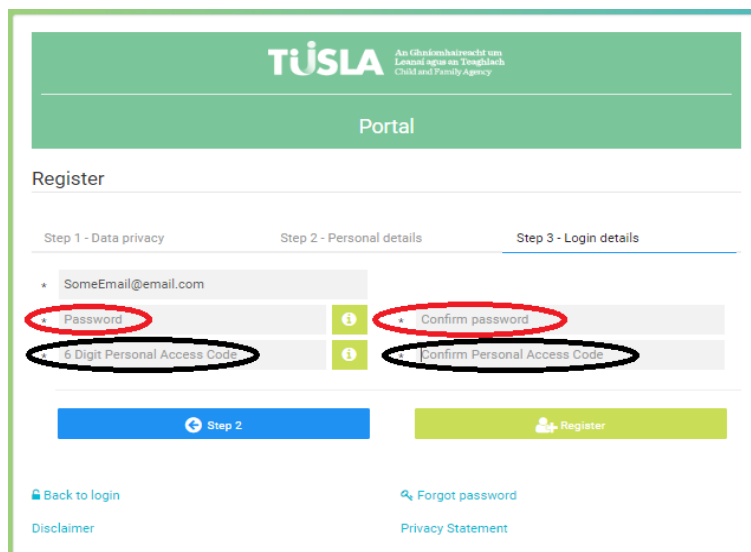 TUSLA
An Ghníomhaireacht um
Leanaí agus an Teaghlach
Child and Family Agency
Portal
Register
Step 1 - Data privacy
Step 2 - Personal details
Step 3 - Login details
* SomeEmail@email.com
* Password
* Confirm password
* 6 Digit Personal Access Code
* Confirm Personal Access Code
Step 2
Register
Back to login
Forgot password
Disclaimer
Privacy Statement